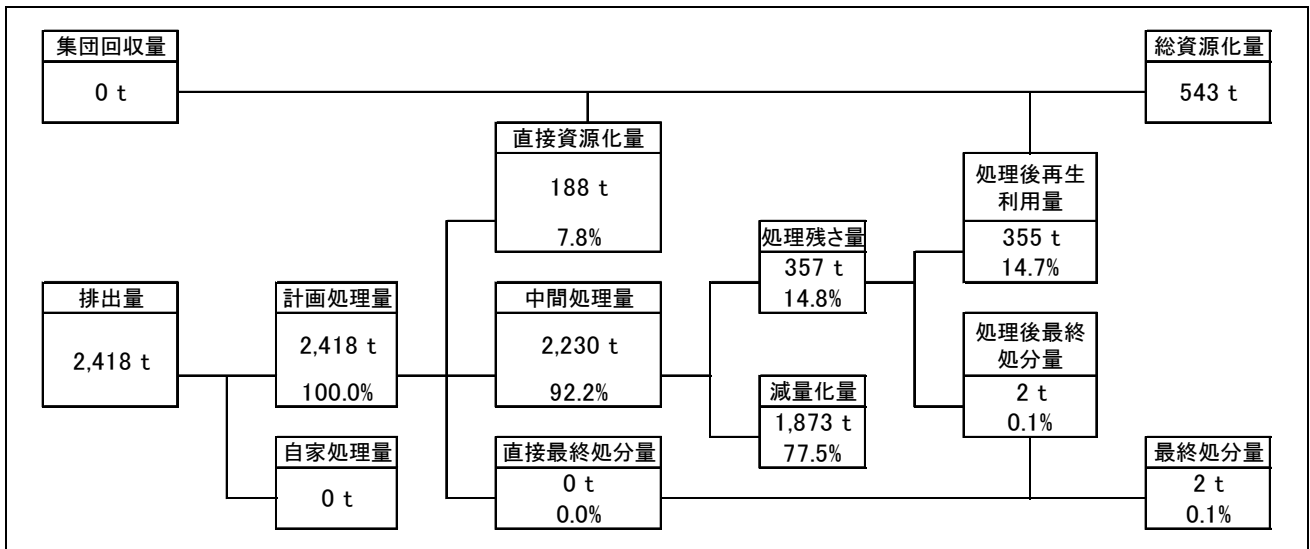 集団回収量
0 t
総資源化量
543 t
直接資源化量
188 t
7.8%
処理後再生
利用量
355 t
14.7%
処理残さ量
357 t
14.8%
排出量
2,418 t
計画処理量
2,418 t
100.0%
中間処理量
2,230 t
92.2%
処理後最終
処分量
2 t
0.1%
減量化量
1,873 t
77.5%
自家処理量
0 t
直接最終処分量
0 t
0.0%
最終処分量
2 t
0.1%